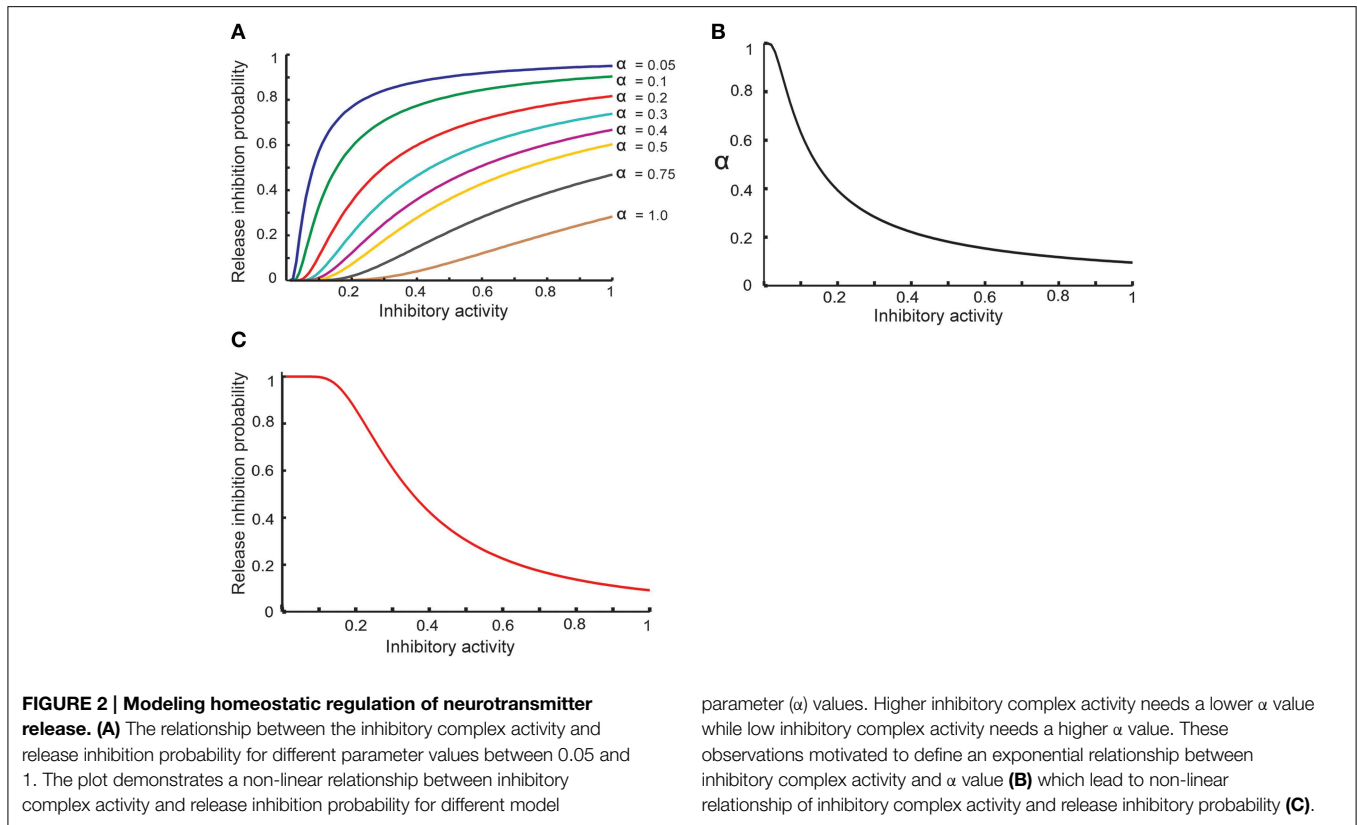 A
Release inhibition probability
1
0.8
0.6
0.4
0.2
0
0.2
0.4
0.6
0.8
1
Inhibitory activity
α = 0.05
α = 0.1
α = 0.2
α = 0.3
α = 0.4
α = 0.5
α = 0.75
α = 1.0
B
α
1
0.8
0.6
0.4
0.2
0
0.2
0.4
0.6
0.8
1
Inhibitory activity
C
Release inhibition probability
1
0.8
0.6
0.4
0.2
0
0.2
0.4
0.6
0.8
1
Inhibitory activity
FIGURE 2 | Modeling homeostatic regulation of neurotransmitter
release. (A) The relationship between the inhibitory complex activity and
release inhibition probability for different parameter values between 0.05 and
1. The plot demonstrates a non-linear relationship between inhibitory
complex activity and release inhibition probability for different model
parameter (α) values. Higher inhibitory complex activity needs a lower α value
while low inhibitory complex activity needs a higher α value. These
observations motivated to define an exponential relationship between
inhibitory complex activity and α value (B) which lead to non-linear
relationship of inhibitory complex activity and release inhibitory probability (C).